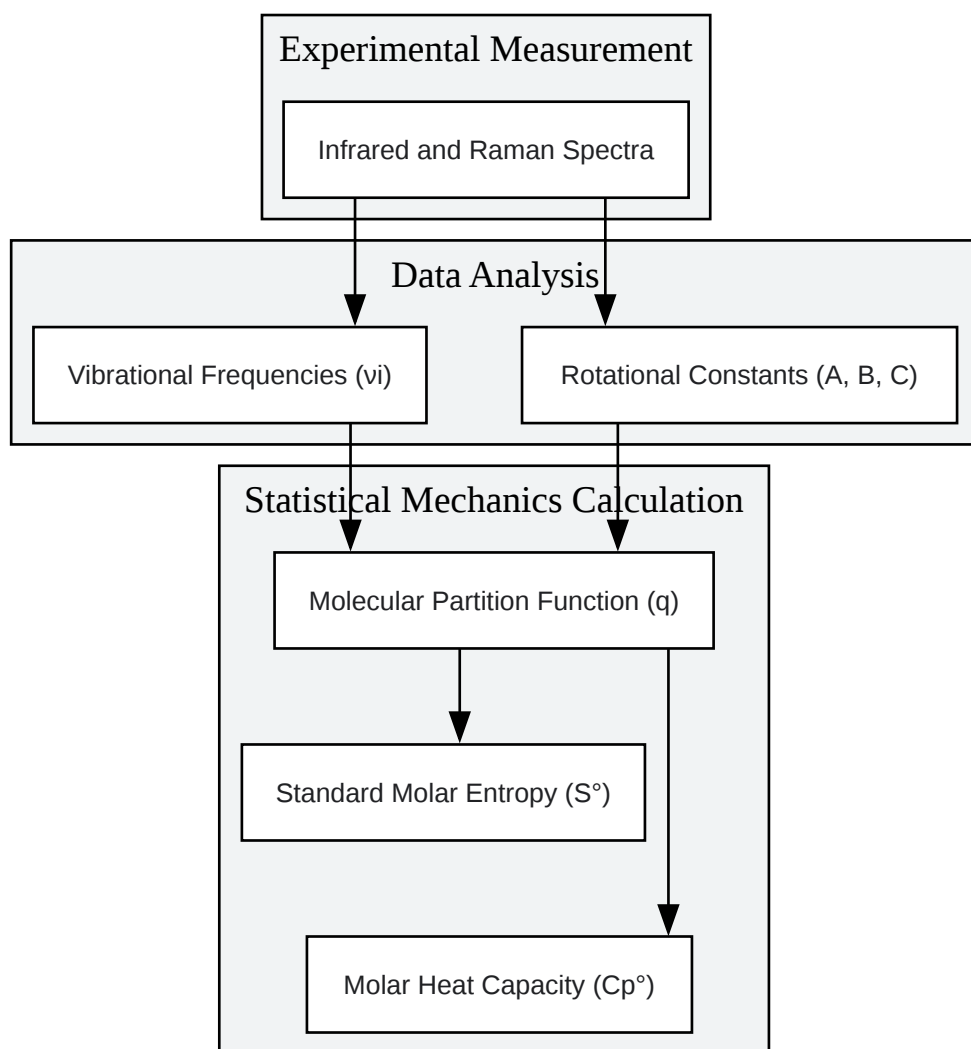 Experimental Measurement
Infrared and Raman Spectra
Data Analysis
Vibrational Frequencies (νi)
Rotational Constants (A, B, C)
Statistical Mechanics Calculation
Molecular Partition Function (q)
Standard Molar Entropy (S°)
Molar Heat Capacity (Cp°)